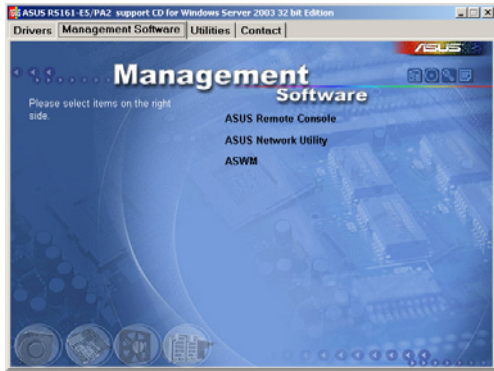 ASUS RS161-E5/PA2 support CD for Windows Server 2003 32 bit Edition
Drivers Management Software Utilities Contact
ASUS
Management
Software
Please select items on the right
side.
ASUS Remote Console
ASUS Network Utility
ASWM